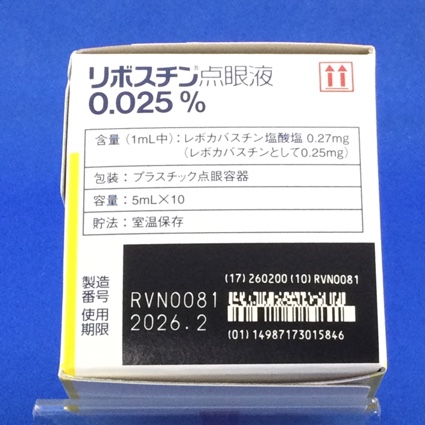 リボスチン®点眼液
0.025%
含量（1mL中）：レボカバスチン塩酸塩 0.27mg
（レボカバスチンとして0.25mg）
包装：プラスチック点眼容器
容量：5mL×10
貯法：室温保存
製造番号 RVN0081
使用期限 2026.2
(17) 260200 (10) RVN0081
(01) 14987173015846